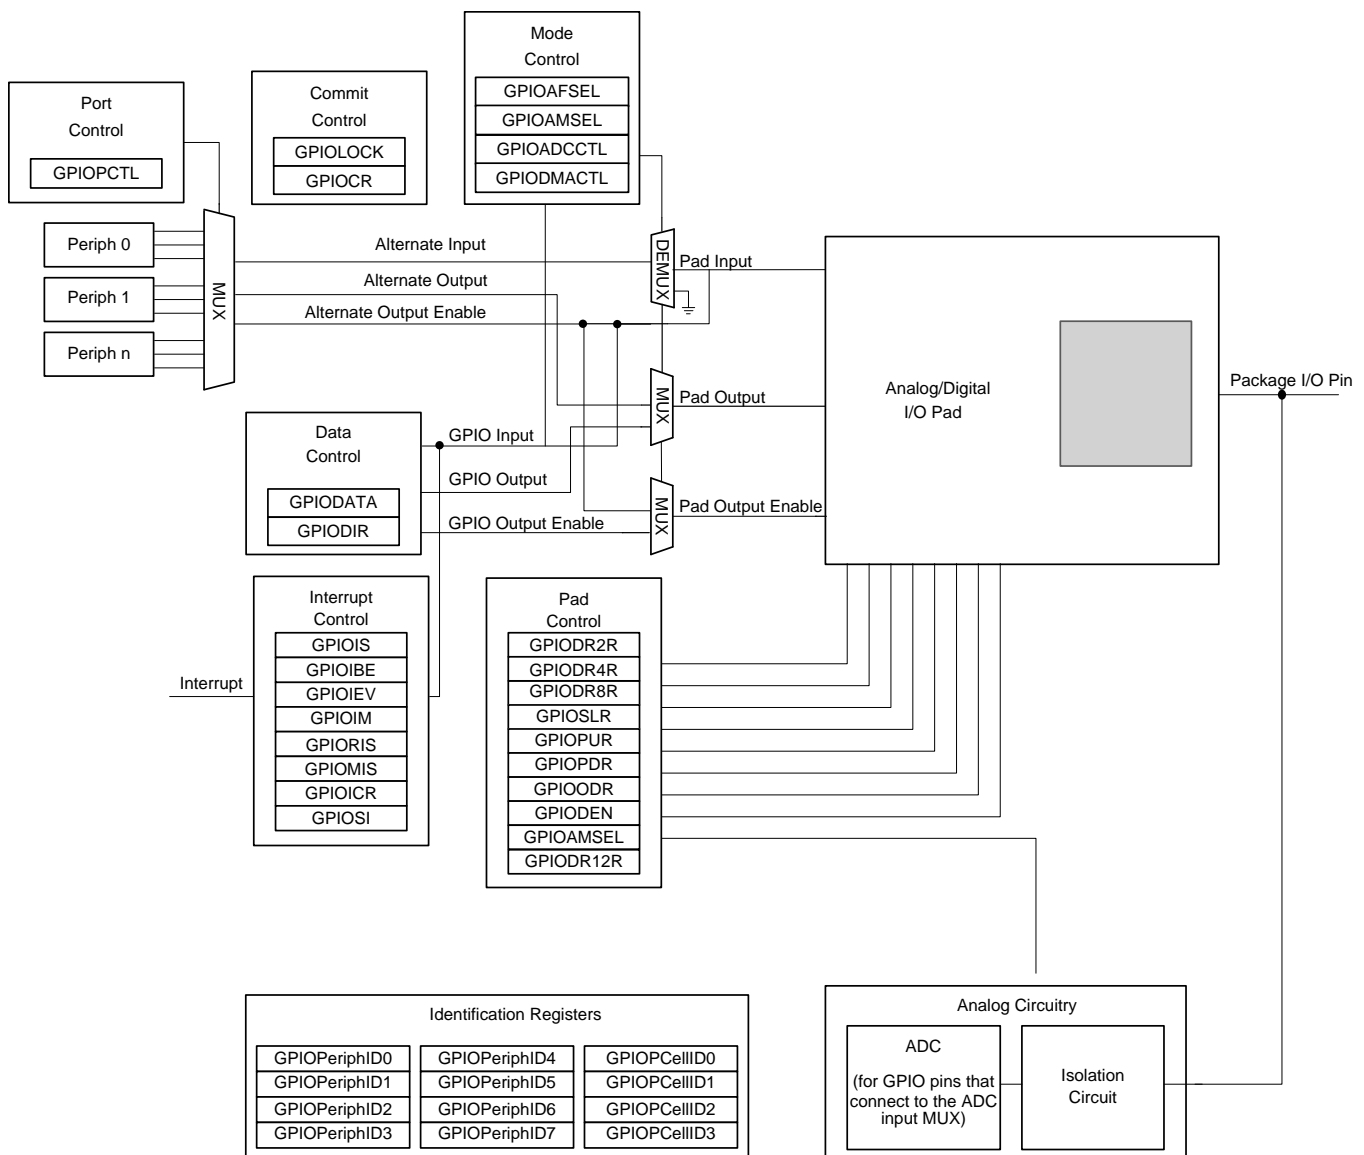 Mode
Control
GPIOAFSEL
GPIOAMSEL
GPIOADCCTL
GPIODMACTL
Port
Control
GPIOPCTL
Commit
Control
GPIOLOCK
GPIOCR
Periph 0
Periph 1
Periph n
MUX
Alternate Input
Alternate Output
Alternate Output Enable
DEMUX
Pad Input
MUX
Pad Output
MUX
Pad Output Enable
Analog/Digital
I/O Pad
Package I/O Pin
Data
Control
GPIODATA
GPIODIR
GPIO Input
GPIO Output
GPIO Output Enable
Interrupt
Control
GPIOIS
GPIOIBE
GPIOIEV
GPIOIM
GPIORIS
GPIOMIS
GPIOICR
GPIOSI
Interrupt
Pad
Control
GPIODR2R
GPIODR4R
GPIODR8R
GPIOSLR
GPIOPUR
GPIOPDR
GPIOODR
GPIODEN
GPIOAMSEL
GPIODR12R
Identification Registers
GPIOPeriphID0
GPIOPeriphID1
GPIOPeriphID2
GPIOPeriphID3
GPIOPeriphID4
GPIOPeriphID5
GPIOPeriphID6
GPIOPeriphID7
GPIOPCellID0
GPIOPCellID1
GPIOPCellID2
GPIOPCellID3
Analog Circuitry
ADC
(for GPIO pins that
connect to the ADC
input MUX)
Isolation
Circuit